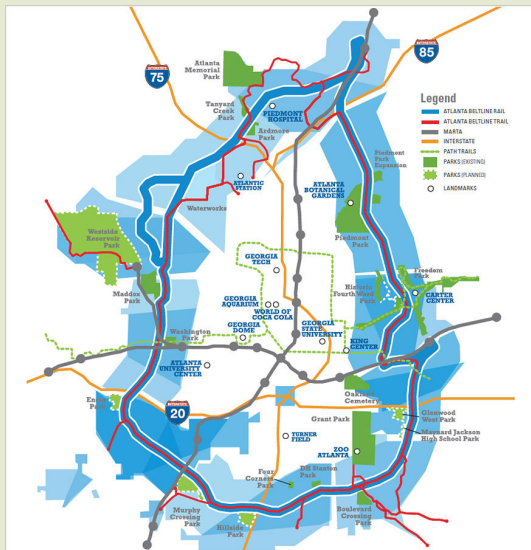 INTERSTATE
75
INTERSTATE
85
Atlanta
Memorial
Park
Tanyard
Creek
Park
PIEDMONT
HOSPITAL
Ardmore
Park
Legend
ATLANTA BELTLINE RAIL
ATLANTA BELTLINE TRAIL
MARTA
INTERSTATE
PATH TRAILS
PARKS (EXISTING)
PARKS (PLANNED)
LANDMARKS
Piedmont
Park
Expansion
ATLANTIC
STATION
ATLANTA
BOTANICAL
GARDENS
Waterworks
Westside
Reservoir
Park
Piedmont
Park
GEORGIA
TECH
Freedom
Park
Maddox
Park
Historic
Fourth Ward
Park
CARTER
CENTER
GEORGIA
AQUARIUM
WORLD OF
COCA COLA
GEORGIA
DOME
GEORGIA
STATE
UNIVERSITY
KING
CENTER
Washington
Park
ATLANTA
UNIVERSITY
CENTER
Oakland
Cemetery
Enota
Park
INTERSTATE
20
Grant Park
Glenwood
West Park
Maynard Jackson
High School Park
TURNER
FIELD
ZOO
ATLANTA
Four
Corners
Park
DH Stanton
Park
Murphy
Crossing
Park
Hillside
Park
Boulevard
Crossing
Park